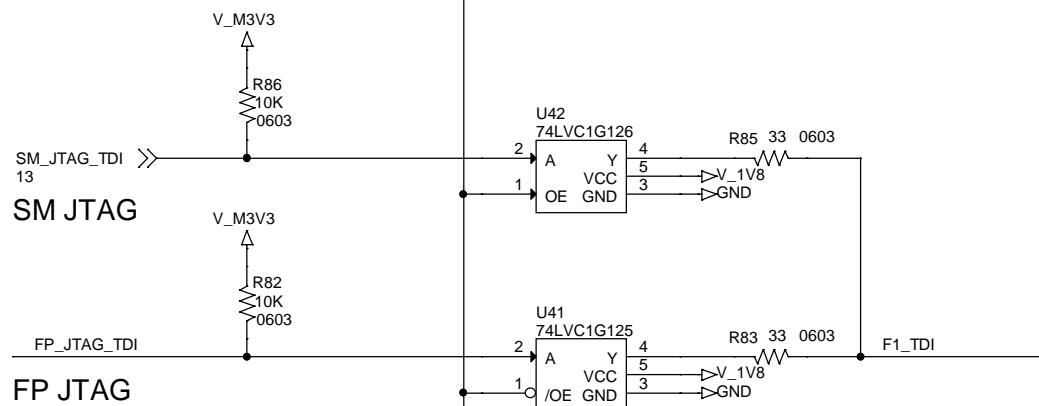 V_M3V3
R86
10K
0603
U42
74LVC1G126
R85 33 0603
SM_JTAG_TDI
13
2 A Y 4
VCC 5 V_1V8
1 OE GND 3 GND
SM JTAG
V_M3V3
R82
10K
0603
U41
74LVC1G125
R83 33 0603
FP_JTAG_TDI
2 A Y 4
F1_TDI
VCC 5 V_1V8
1 /OE GND 3 GND
FP JTAG